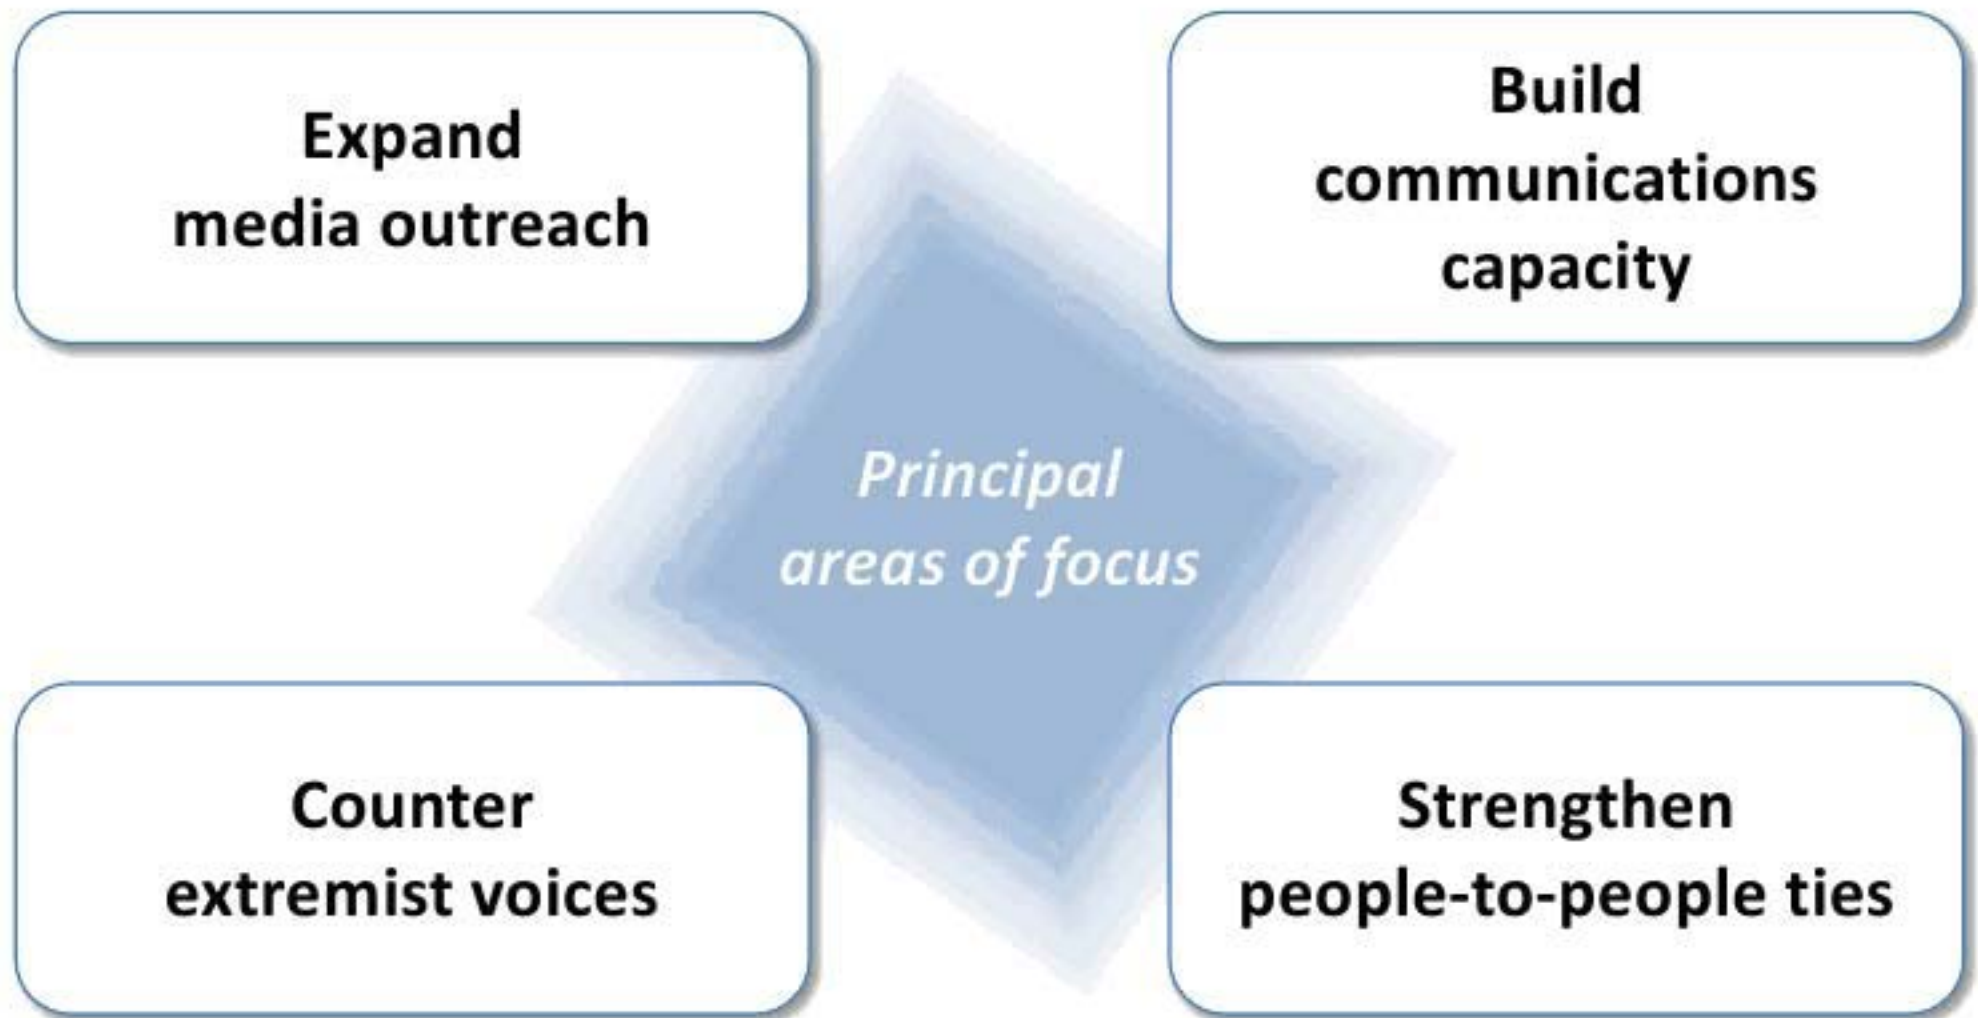 Expand
media outreach
Build
communications
capacity
Principal
areas of focus
Counter
extremist voices
Strengthen
people-to-people ties